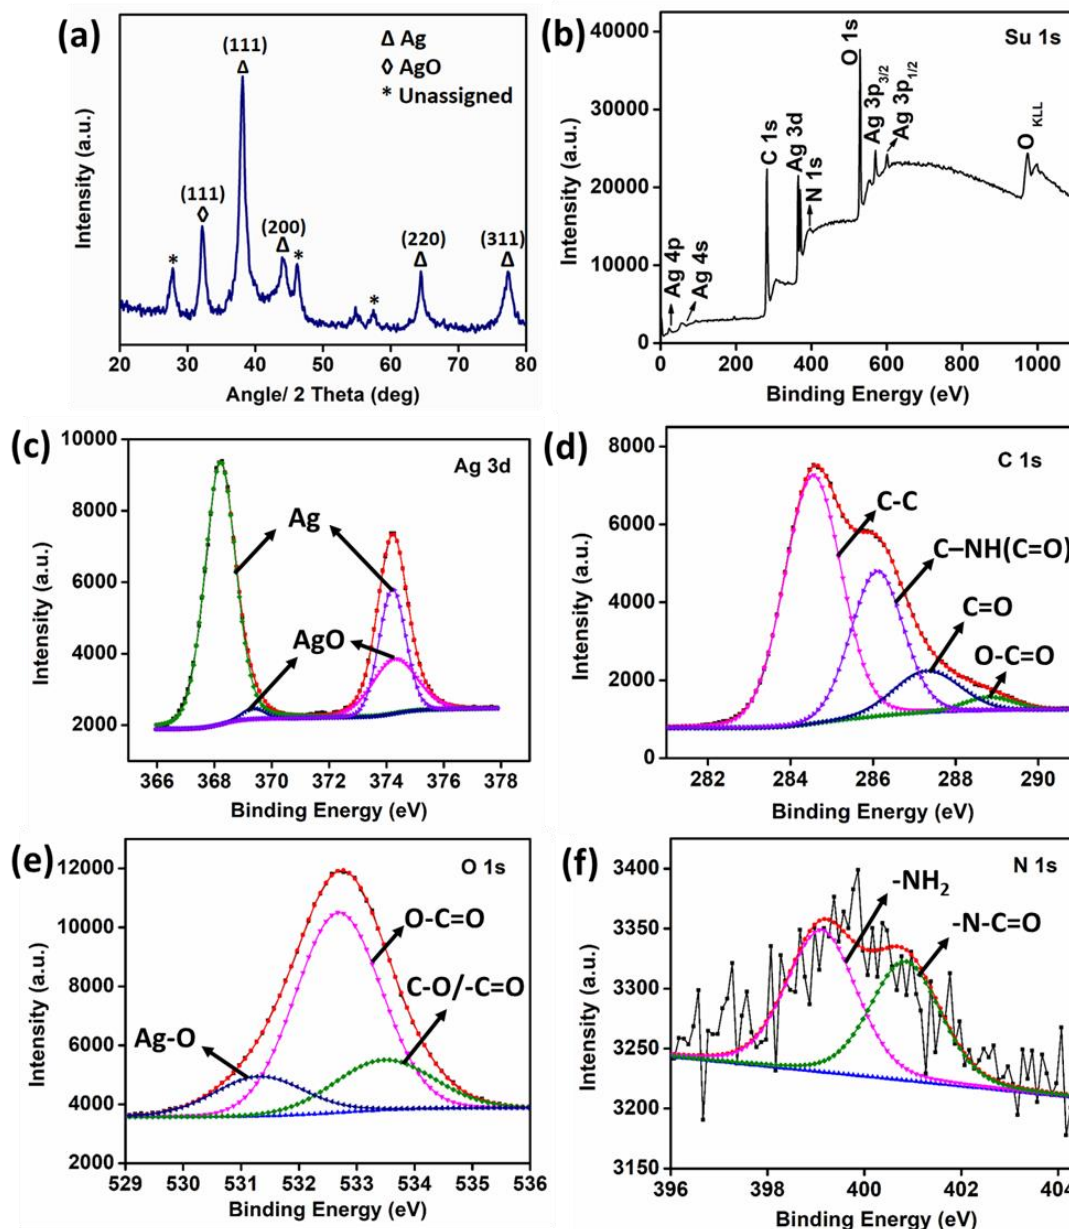 (a)
Δ Ag
◊ AgO
* Unassigned
(111)
Δ
(111)
◊
(200)
Δ
(220)
Δ
(311)
Δ
*
*
*
Intensity (a.u.)
20 30 40 50 60 70 80
Angle/ 2 Theta (deg)
(b)
Su 1s
40000
30000
20000
10000
0
Intensity (a.u.)
Ag 4p
Ag 4s
C 1s
Ag 3d
N 1s
O 1s
Ag 3p3/2
Ag 3p1/2
O KLL
0 200 400 600 800 1000
Binding Energy (eV)
(c)
Ag 3d
10000
8000
6000
4000
2000
Intensity (a.u.)
Ag
AgO
366 368 370 372 374 376 378
Binding Energy (eV)
(d)
C 1s
8000
6000
4000
2000
0
Intensity (a.u.)
C-C
C–NH(C=O)
C=O
O-C=O
282 284 286 288 290
Binding Energy (eV)
(e)
O 1s
12000
10000
8000
6000
4000
2000
Intensity (a.u.)
O-C=O
C-O/-C=O
Ag-O
529 530 531 532 533 534 535 536
Binding Energy (eV)
(f)
N 1s
3400
3350
3300
3250
3200
3150
Intensity (a.u.)
-NH2
-N-C=O
396 398 400 402 404
Binding Energy (eV)